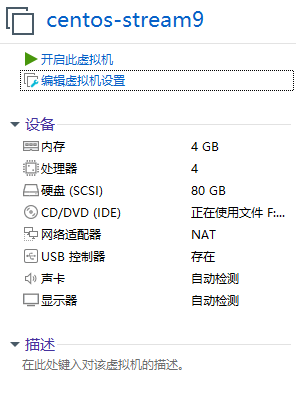 centos-stream9
开启此虚拟机
编辑虚拟机设置
设备
内存 4 GB
处理器 4
硬盘 (SCSI) 80 GB
CD/DVD (IDE) 正在使用文件 F:...
网络适配器 NAT
USB 控制器 存在
声卡 自动检测
显示器 自动检测
描述
在此处键入对该虚拟机的描述。